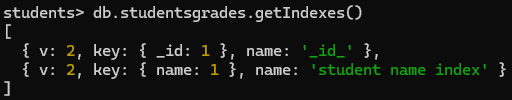 students> db.studentsgrades.getIndexes()
[
  { v: 2, key: { _id: 1 }, name: '_id_' },
  { v: 2, key: { name: 1 }, name: 'student name index' }
]